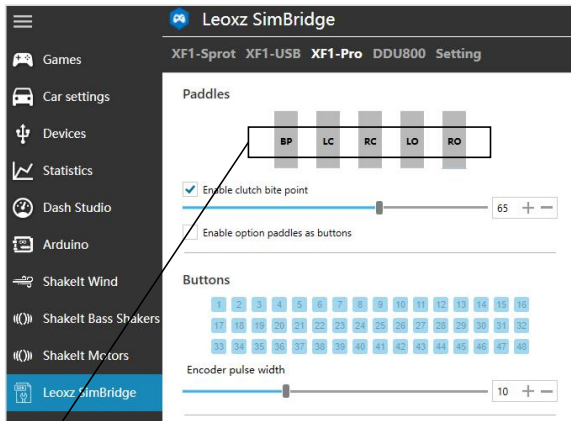 Leoxz SimBridge
XF1-Sprot XF1-USB XF1-Pro DDU800 Setting
Games
Car settings
Devices
Statistics
Dash Studio
Arduino
ShakeIt Wind
ShakeIt Bass Shakers
ShakeIt Motors
Leoxz SimBridge
Paddles
BP LC RC LO RO
Enable clutch bite point
65
Enable option paddles as buttons
Buttons
1 2 3 4 5 6 7 8 9 10 11 12 13 14 15 16
17 18 19 20 21 22 23 24 25 26 27 28 29 30 31 32
33 34 35 36 37 38 39 40 41 42 43 44 45 46 47 48
Encoder pulse width
10